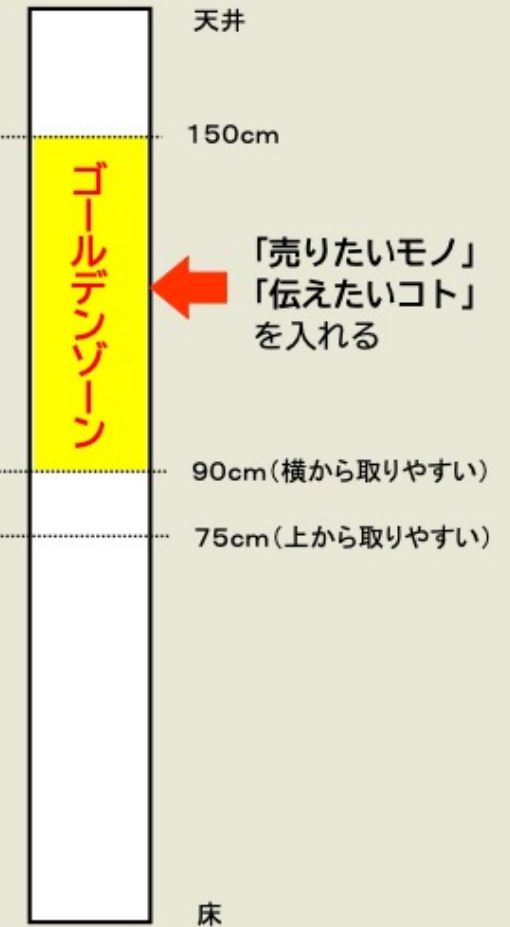 天井
150cm
ゴールデンゾーン
「売りたいモノ」
「伝えたいコト」
を入れる
90cm(横から取りやすい)
75cm(上から取りやすい)
床